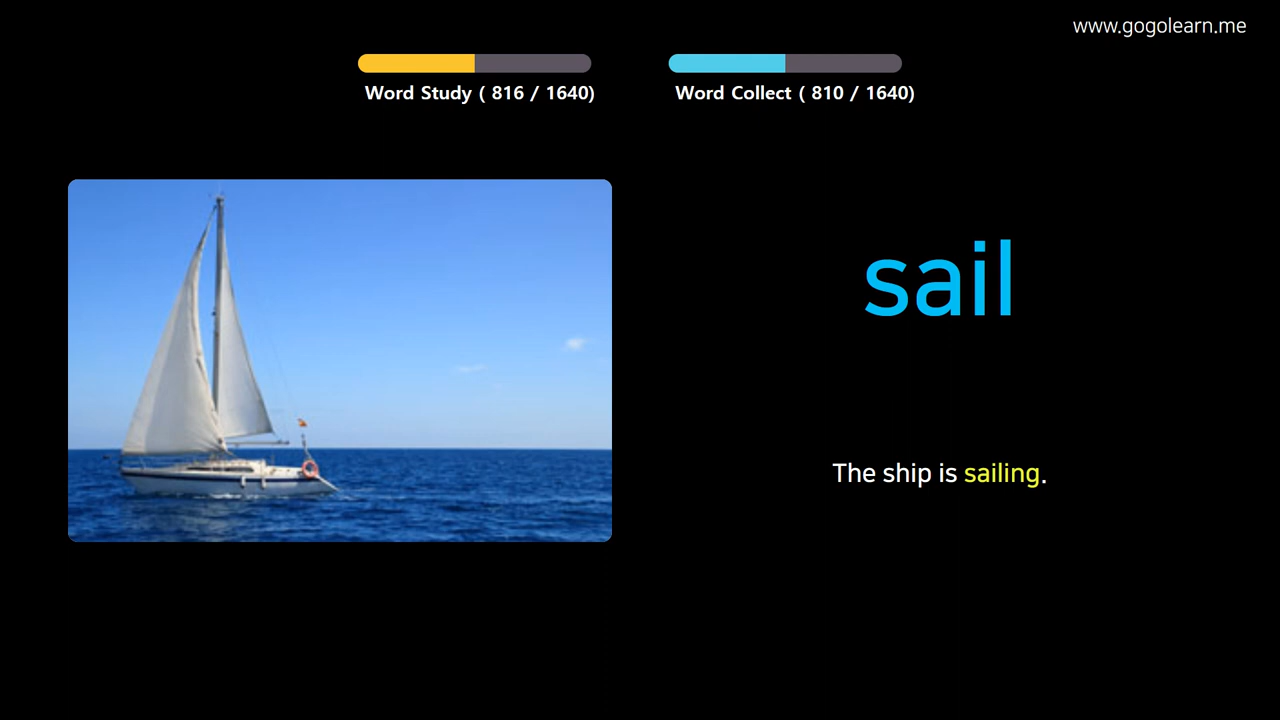 www.gogolearn.me
Word Study ( 816 / 1640)
Word Collect ( 810 / 1640)
sail
The ship is sailing.